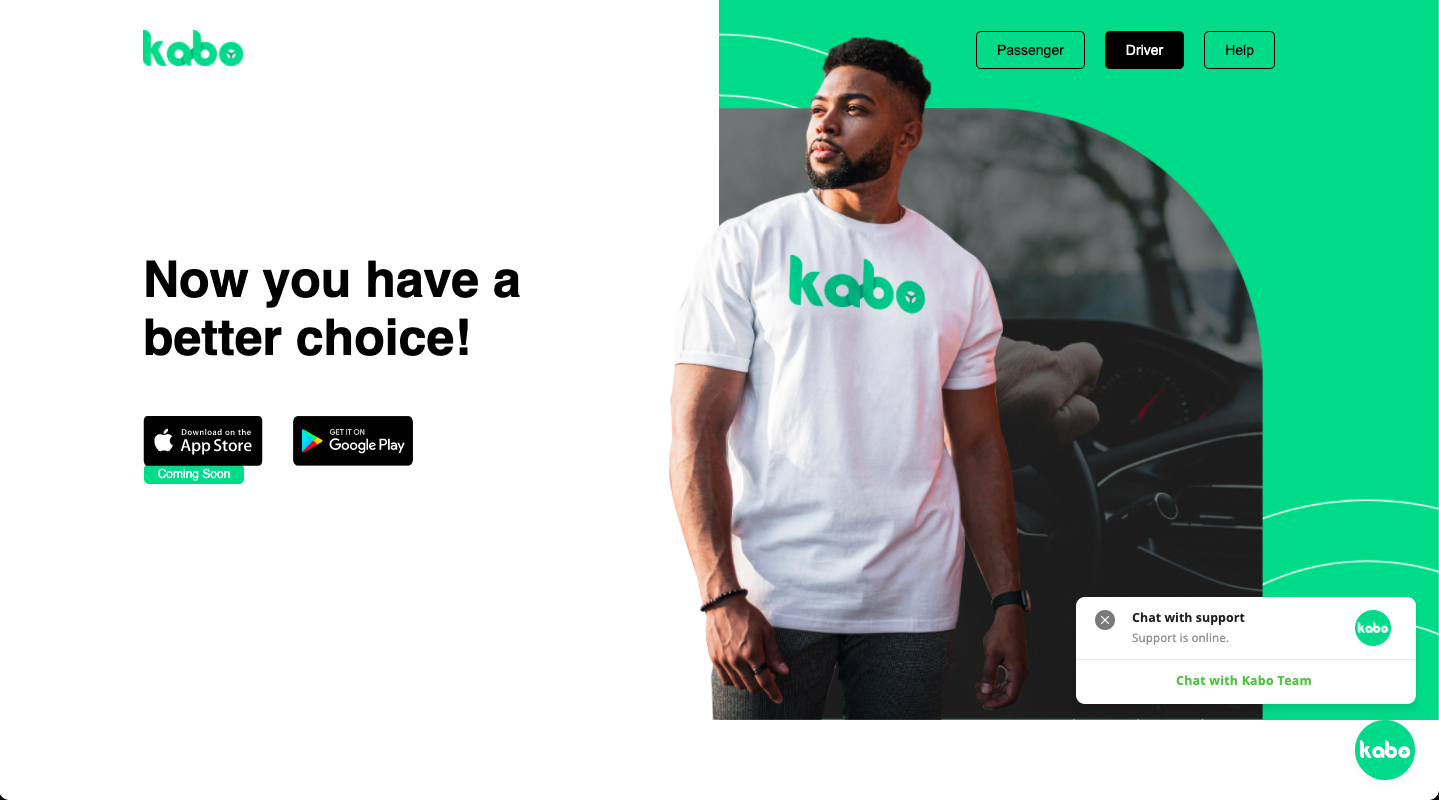 kabo
Passenger
Driver
Help
Now you have a
better choice!
Download on the
App Store
GET IT ON
Google Play
Coming Soon
kabo
Chat with support
Support is online.
kabo
Chat with Kabo Team
kabo